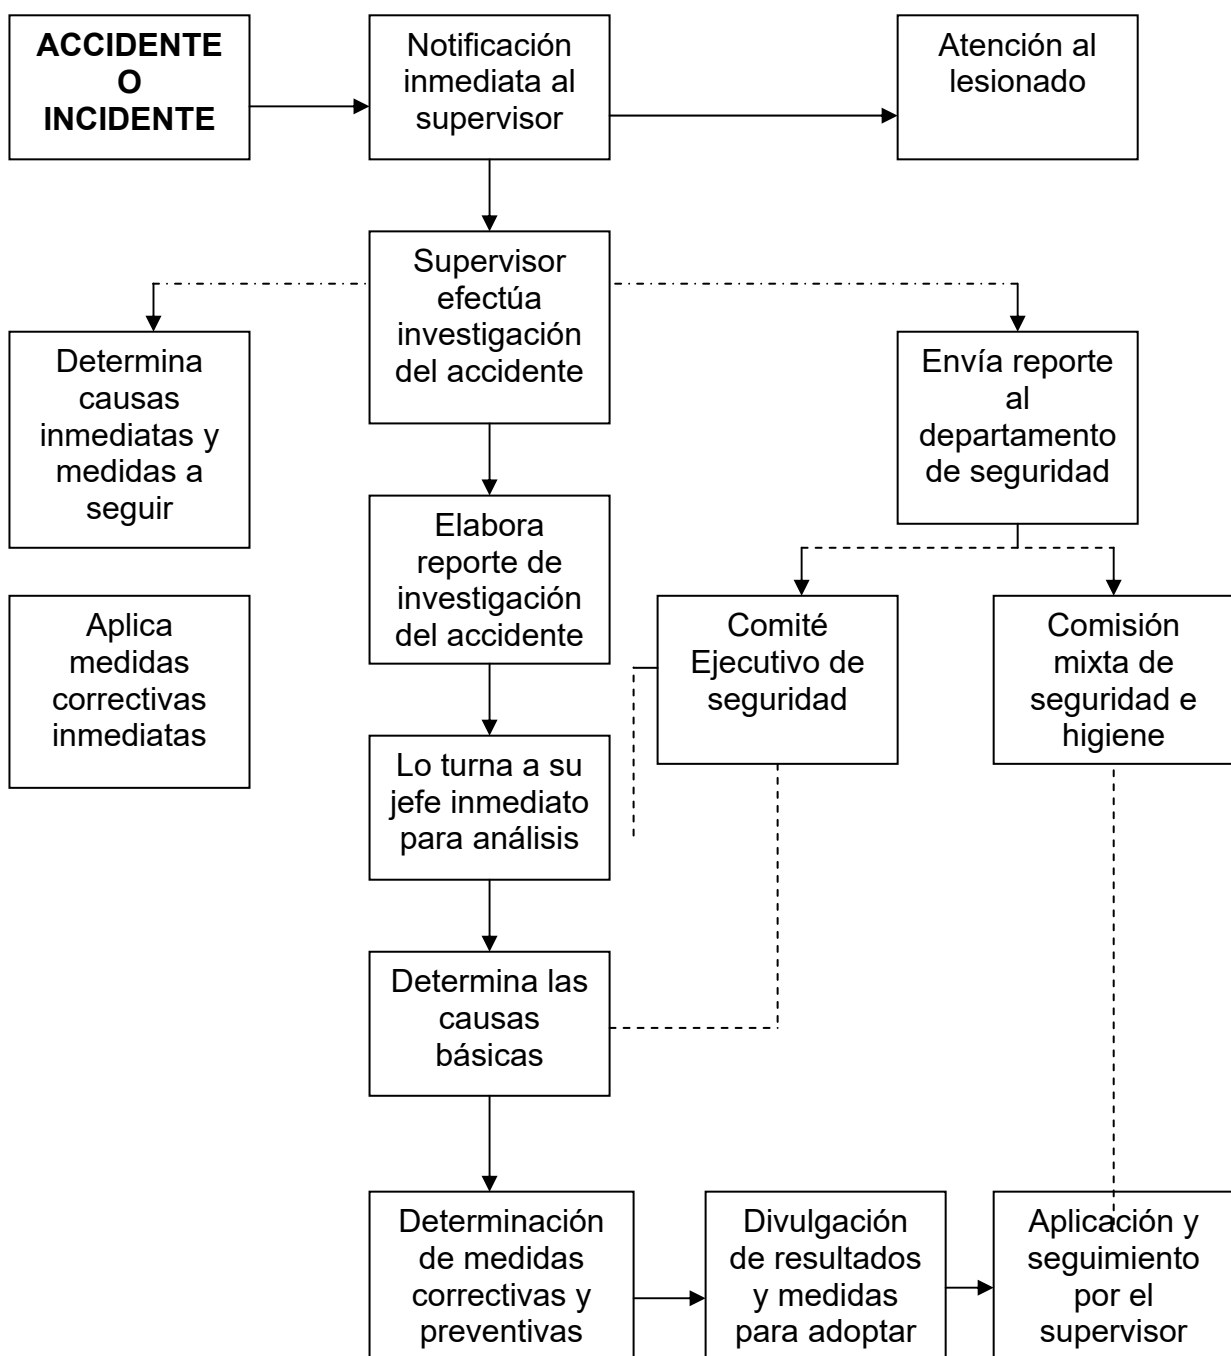 ACCIDENTE
O
INCIDENTE
Notificación
inmediata al
supervisor
Atención al
lesionado
Supervisor
efectúa
investigación
del accidente
Determina
causas
inmediatas y
medidas a
seguir
Envía reporte
al
departamento
de seguridad
Elabora
reporte de
investigación
del accidente
Aplica
medidas
correctivas
inmediatas
Comité
Ejecutivo de
seguridad
Comisión
mixta de
seguridad e
higiene
Lo turna a su
jefe inmediato
para análisis
Determina las
causas
básicas
Determinación
de medidas
correctivas y
preventivas
Divulgación
de resultados
y medidas
para adoptar
Aplicación y
seguimiento
por el
supervisor